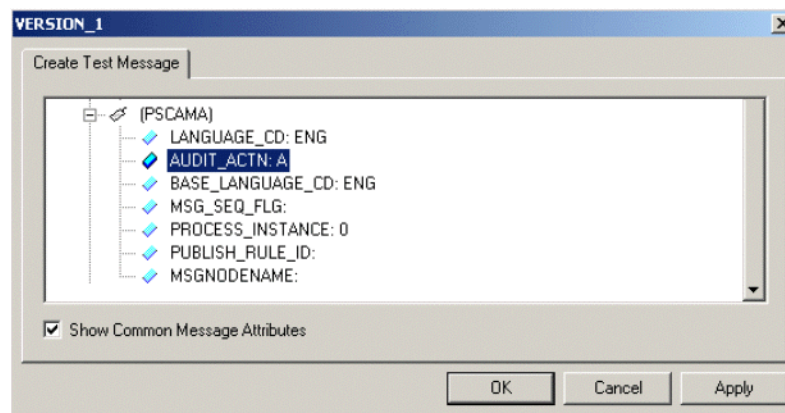 VERSION_1
Create Test Message
(PSCAMA)
LANGUAGE_CD: ENG
AUDIT_ACTN: A
BASE_LANGUAGE_CD: ENG
MSG_SEQ_FLG:
PROCESS_INSTANCE: 0
PUBLISH_RULE_ID:
MSGNODENAME:
Show Common Message Attributes
OK Cancel Apply